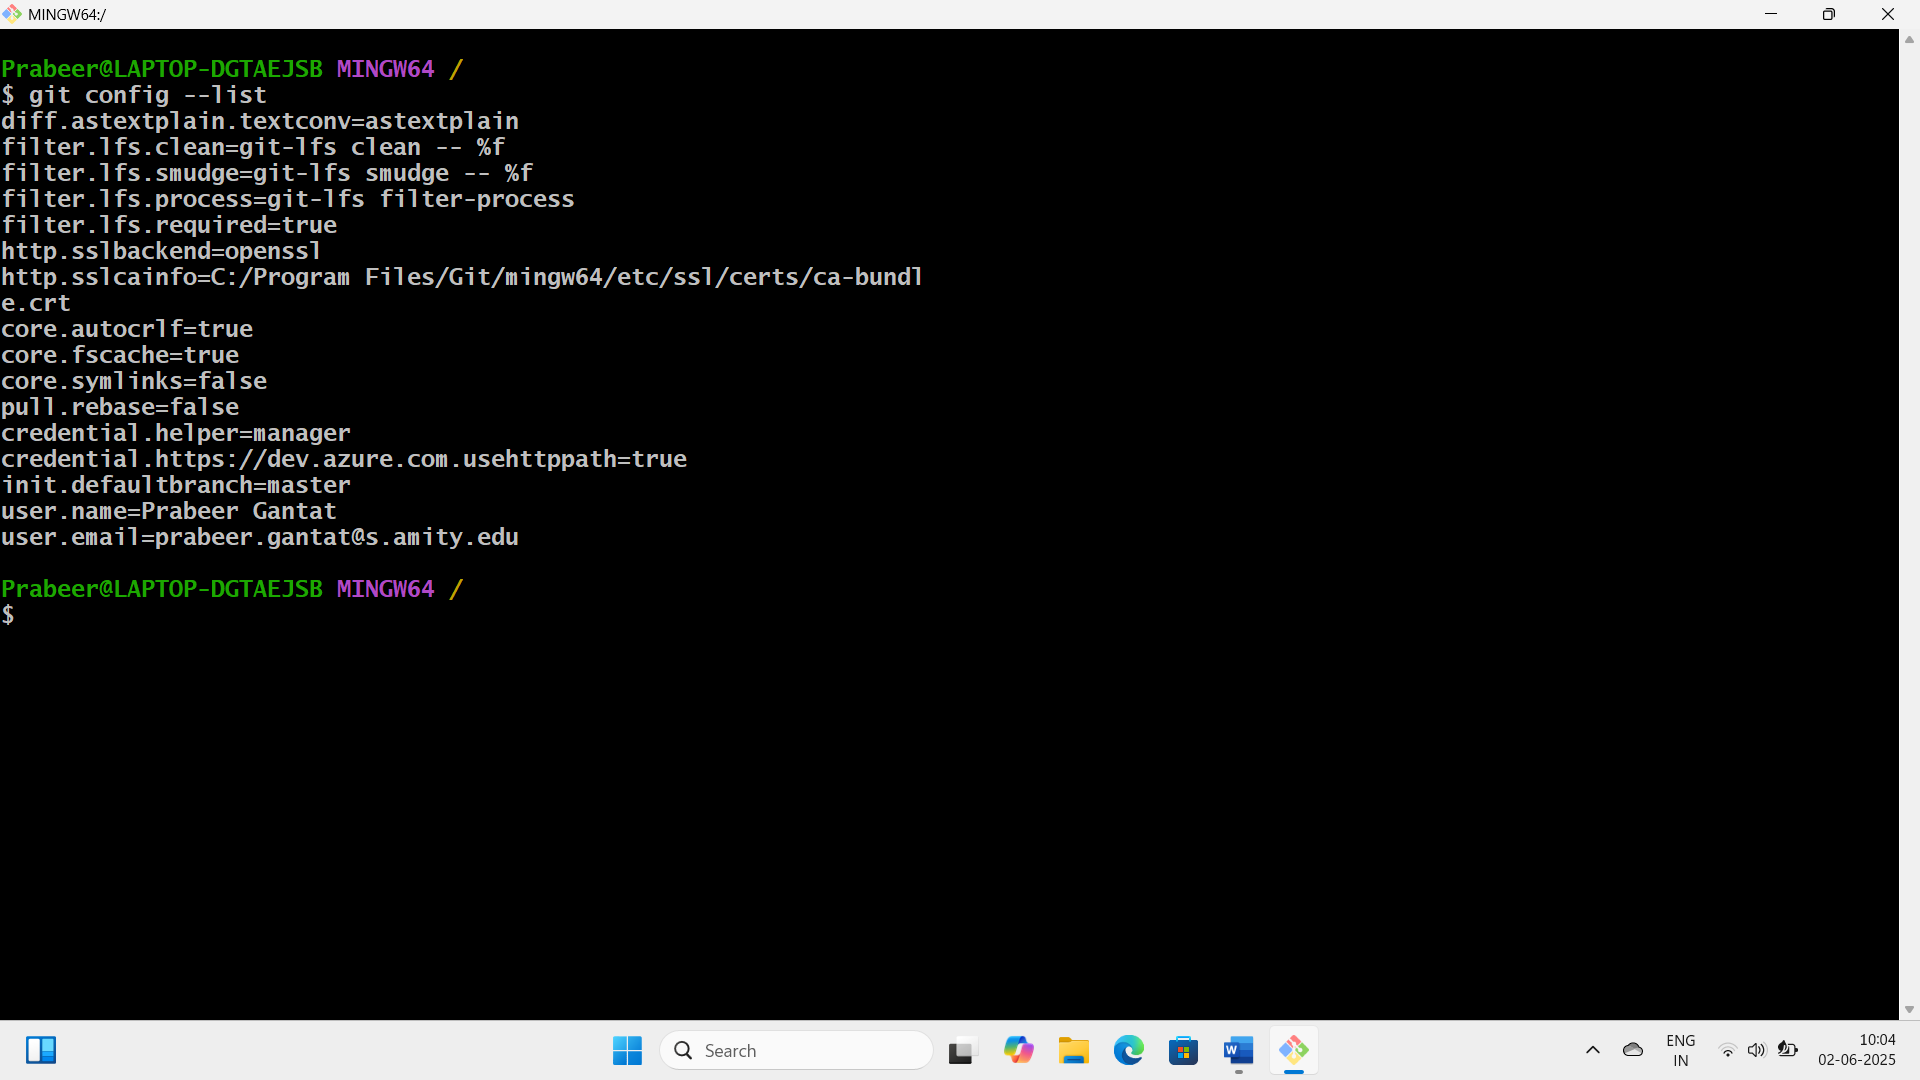 MINGW64:/
Prabeer@LAPTOP-DGTAEJSB MINGW64 /
$ git config --list
diff.astextplain.textconv=astextplain
filter.lfs.clean=git-lfs clean -- %f
filter.lfs.smudge=git-lfs smudge -- %f
filter.lfs.process=git-lfs filter-process
filter.lfs.required=true
http.sslbackend=openssl
http.sslcainfo=C:/Program Files/Git/mingw64/etc/ssl/certs/ca-bundl
e.crt
core.autocrlf=true
core.fscache=true
core.symlinks=false
pull.rebase=false
credential.helper=manager
credential.https://dev.azure.com.usehttppath=true
init.defaultbranch=master
user.name=Prabeer Gantat
user.email=prabeer.gantat@s.amity.edu
Prabeer@LAPTOP-DGTAEJSB MINGW64 /
$
Search
W
ENG
IN
10:04
02-06-2025